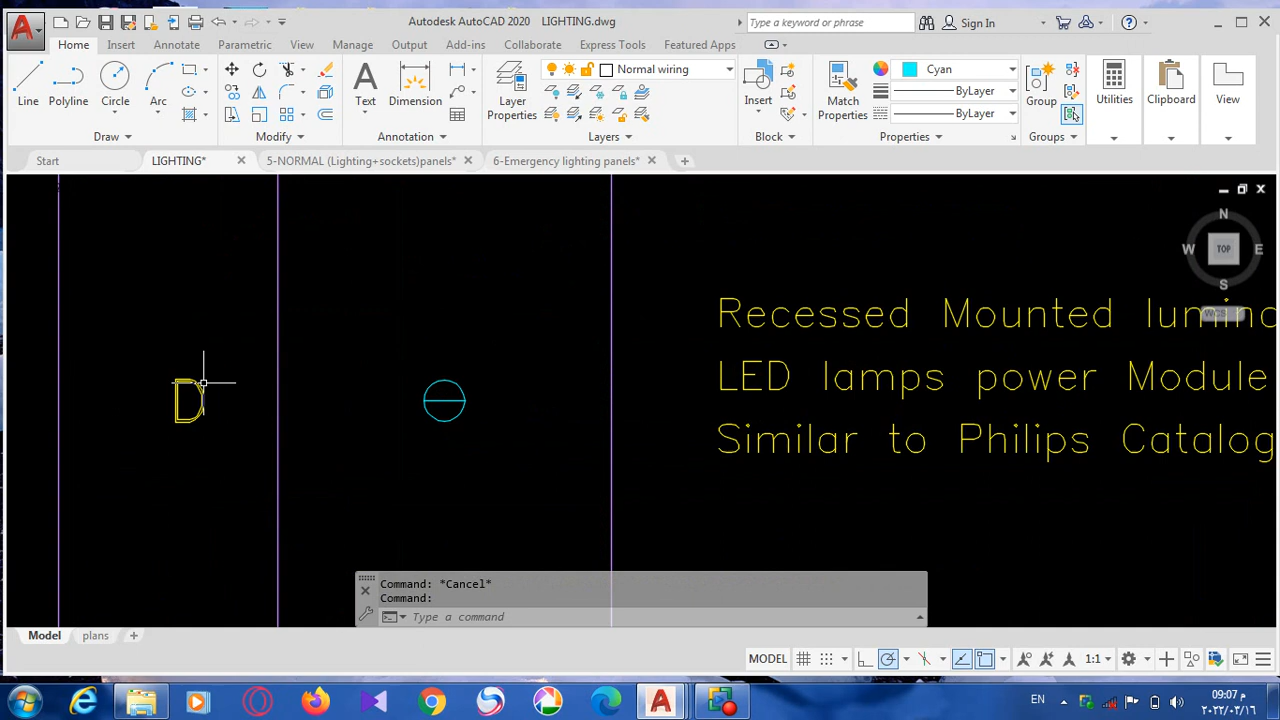 Autodesk AutoCAD 2020 LIGHTING.dwg
Type a keyword or phrase
Sign In
Home Insert Annotate Parametric View Manage Output Add-ins Collaborate Express Tools Featured Apps
Normal wiring
Cyan
ByLayer
ByLayer
Line Polyline Circle Arc
Text Dimension
Layer Properties
Insert
Match Properties
Group
Utilities
Clipboard
View
Draw Modify Annotation Layers Block Properties Groups
Start LIGHTING* 5-NORMAL (Lighting+sockets)panels* 6-Emergency lighting panels*
N
W TOP E
S
WCS
D
Recessed Mounted
LED lamps power Module
Similar to Philips Catalog
Command: *Cancel*
Command:
Type a command
Model plans
MODEL 1:1
EN
09:07 م
٢٠٢٢/٠٣/١٦